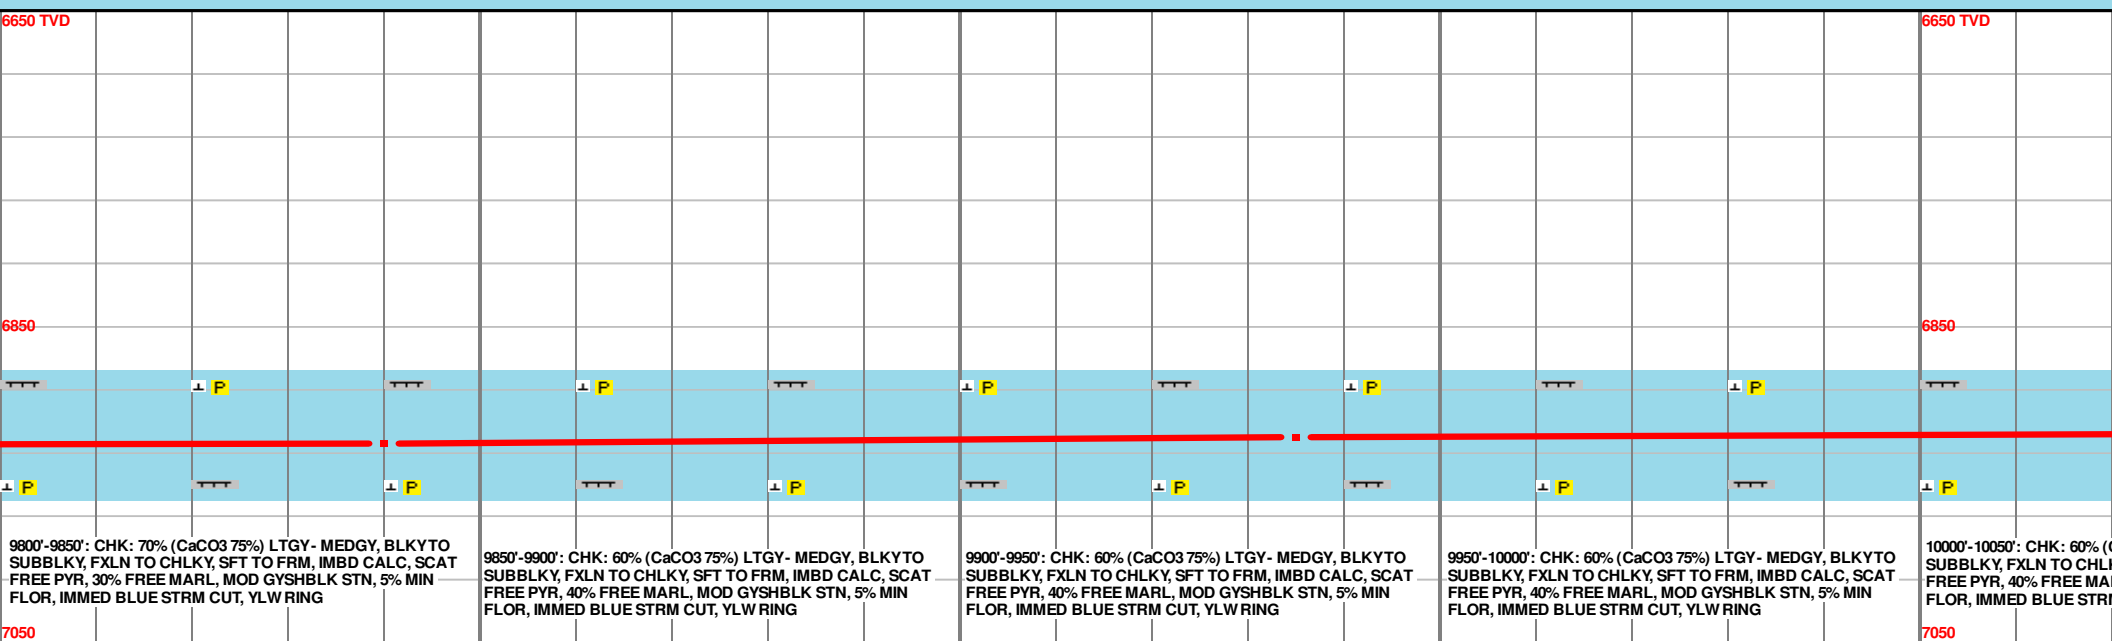 6650 TVD
6650 TVD
6850
6850
P
P
P
P
P
P
P
P
P
P
9800'-9850': CHK: 70% (CaCO3 75%) LTGY- MEDGY, BLKY TO
SUBBLKY, FXLN TO CHLKY, SFT TO FRM, IMBD CALC, SCAT
FREE PYR, 30% FREE MARL, MOD GYSHBLK STN, 5% MIN
FLOR, IMMED BLUE STRM CUT, YLW RING
9850'-9900': CHK: 60% (CaCO3 75%) LTGY- MEDGY, BLKY TO
SUBBLKY, FXLN TO CHLKY, SFT TO FRM, IMBD CALC, SCAT
FREE PYR, 40% FREE MARL, MOD GYSHBLK STN, 5% MIN
FLOR, IMMED BLUE STRM CUT, YLW RING
9900'-9950': CHK: 60% (CaCO3 75%) LTGY- MEDGY, BLKY TO
SUBBLKY, FXLN TO CHLKY, SFT TO FRM, IMBD CALC, SCAT
FREE PYR, 40% FREE MARL, MOD GYSHBLK STN, 5% MIN
FLOR, IMMED BLUE STRM CUT, YLW RING
9950'-10000': CHK: 60% (CaCO3 75%) LTGY- MEDGY, BLKY TO
SUBBLKY, FXLN TO CHLKY, SFT TO FRM, IMBD CALC, SCAT
FREE PYR, 40% FREE MARL, MOD GYSHBLK STN, 5% MIN
FLOR, IMMED BLUE STRM CUT, YLW RING
10000'-10050': CHK: 60%
SUBBLKY, FXLN TO
FREE PYR, 40% FREE
FLOR, IMMED BLUE
7050
7050